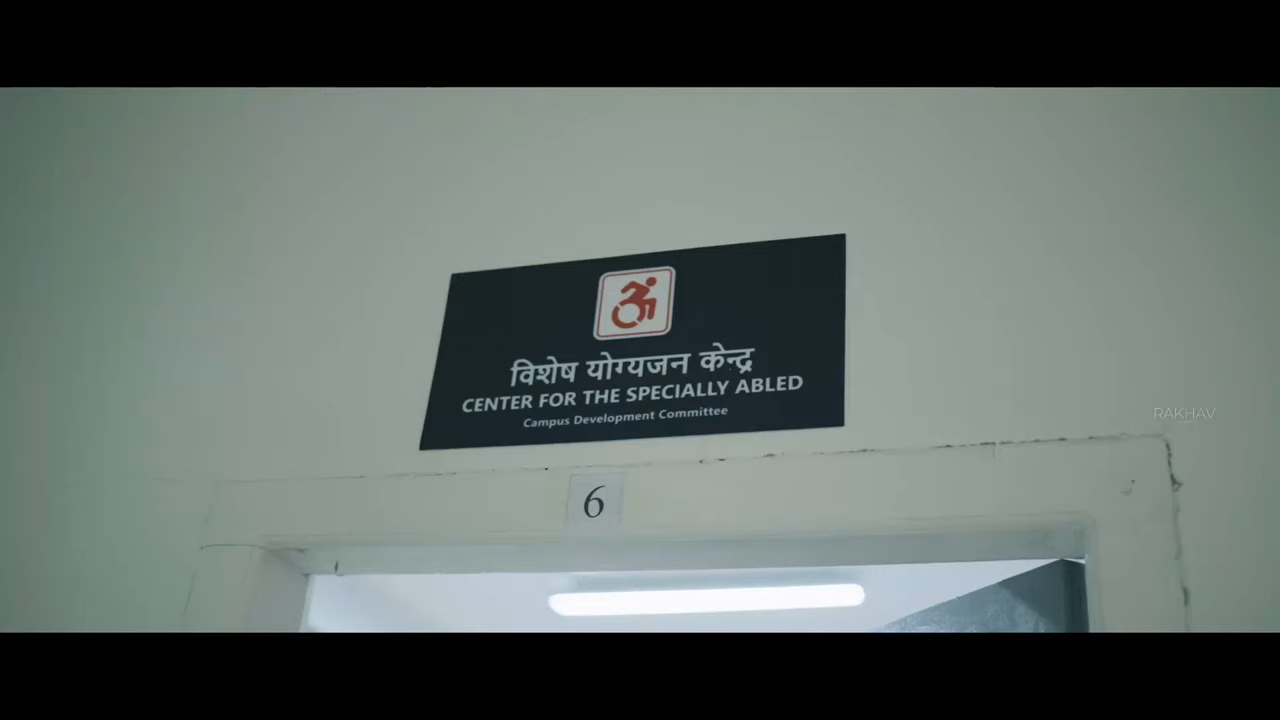 विशेष योग्यजन केन्द्र
CENTER FOR THE SPECIALLY ABLED
Campus Development Committee
RAKHAV
6